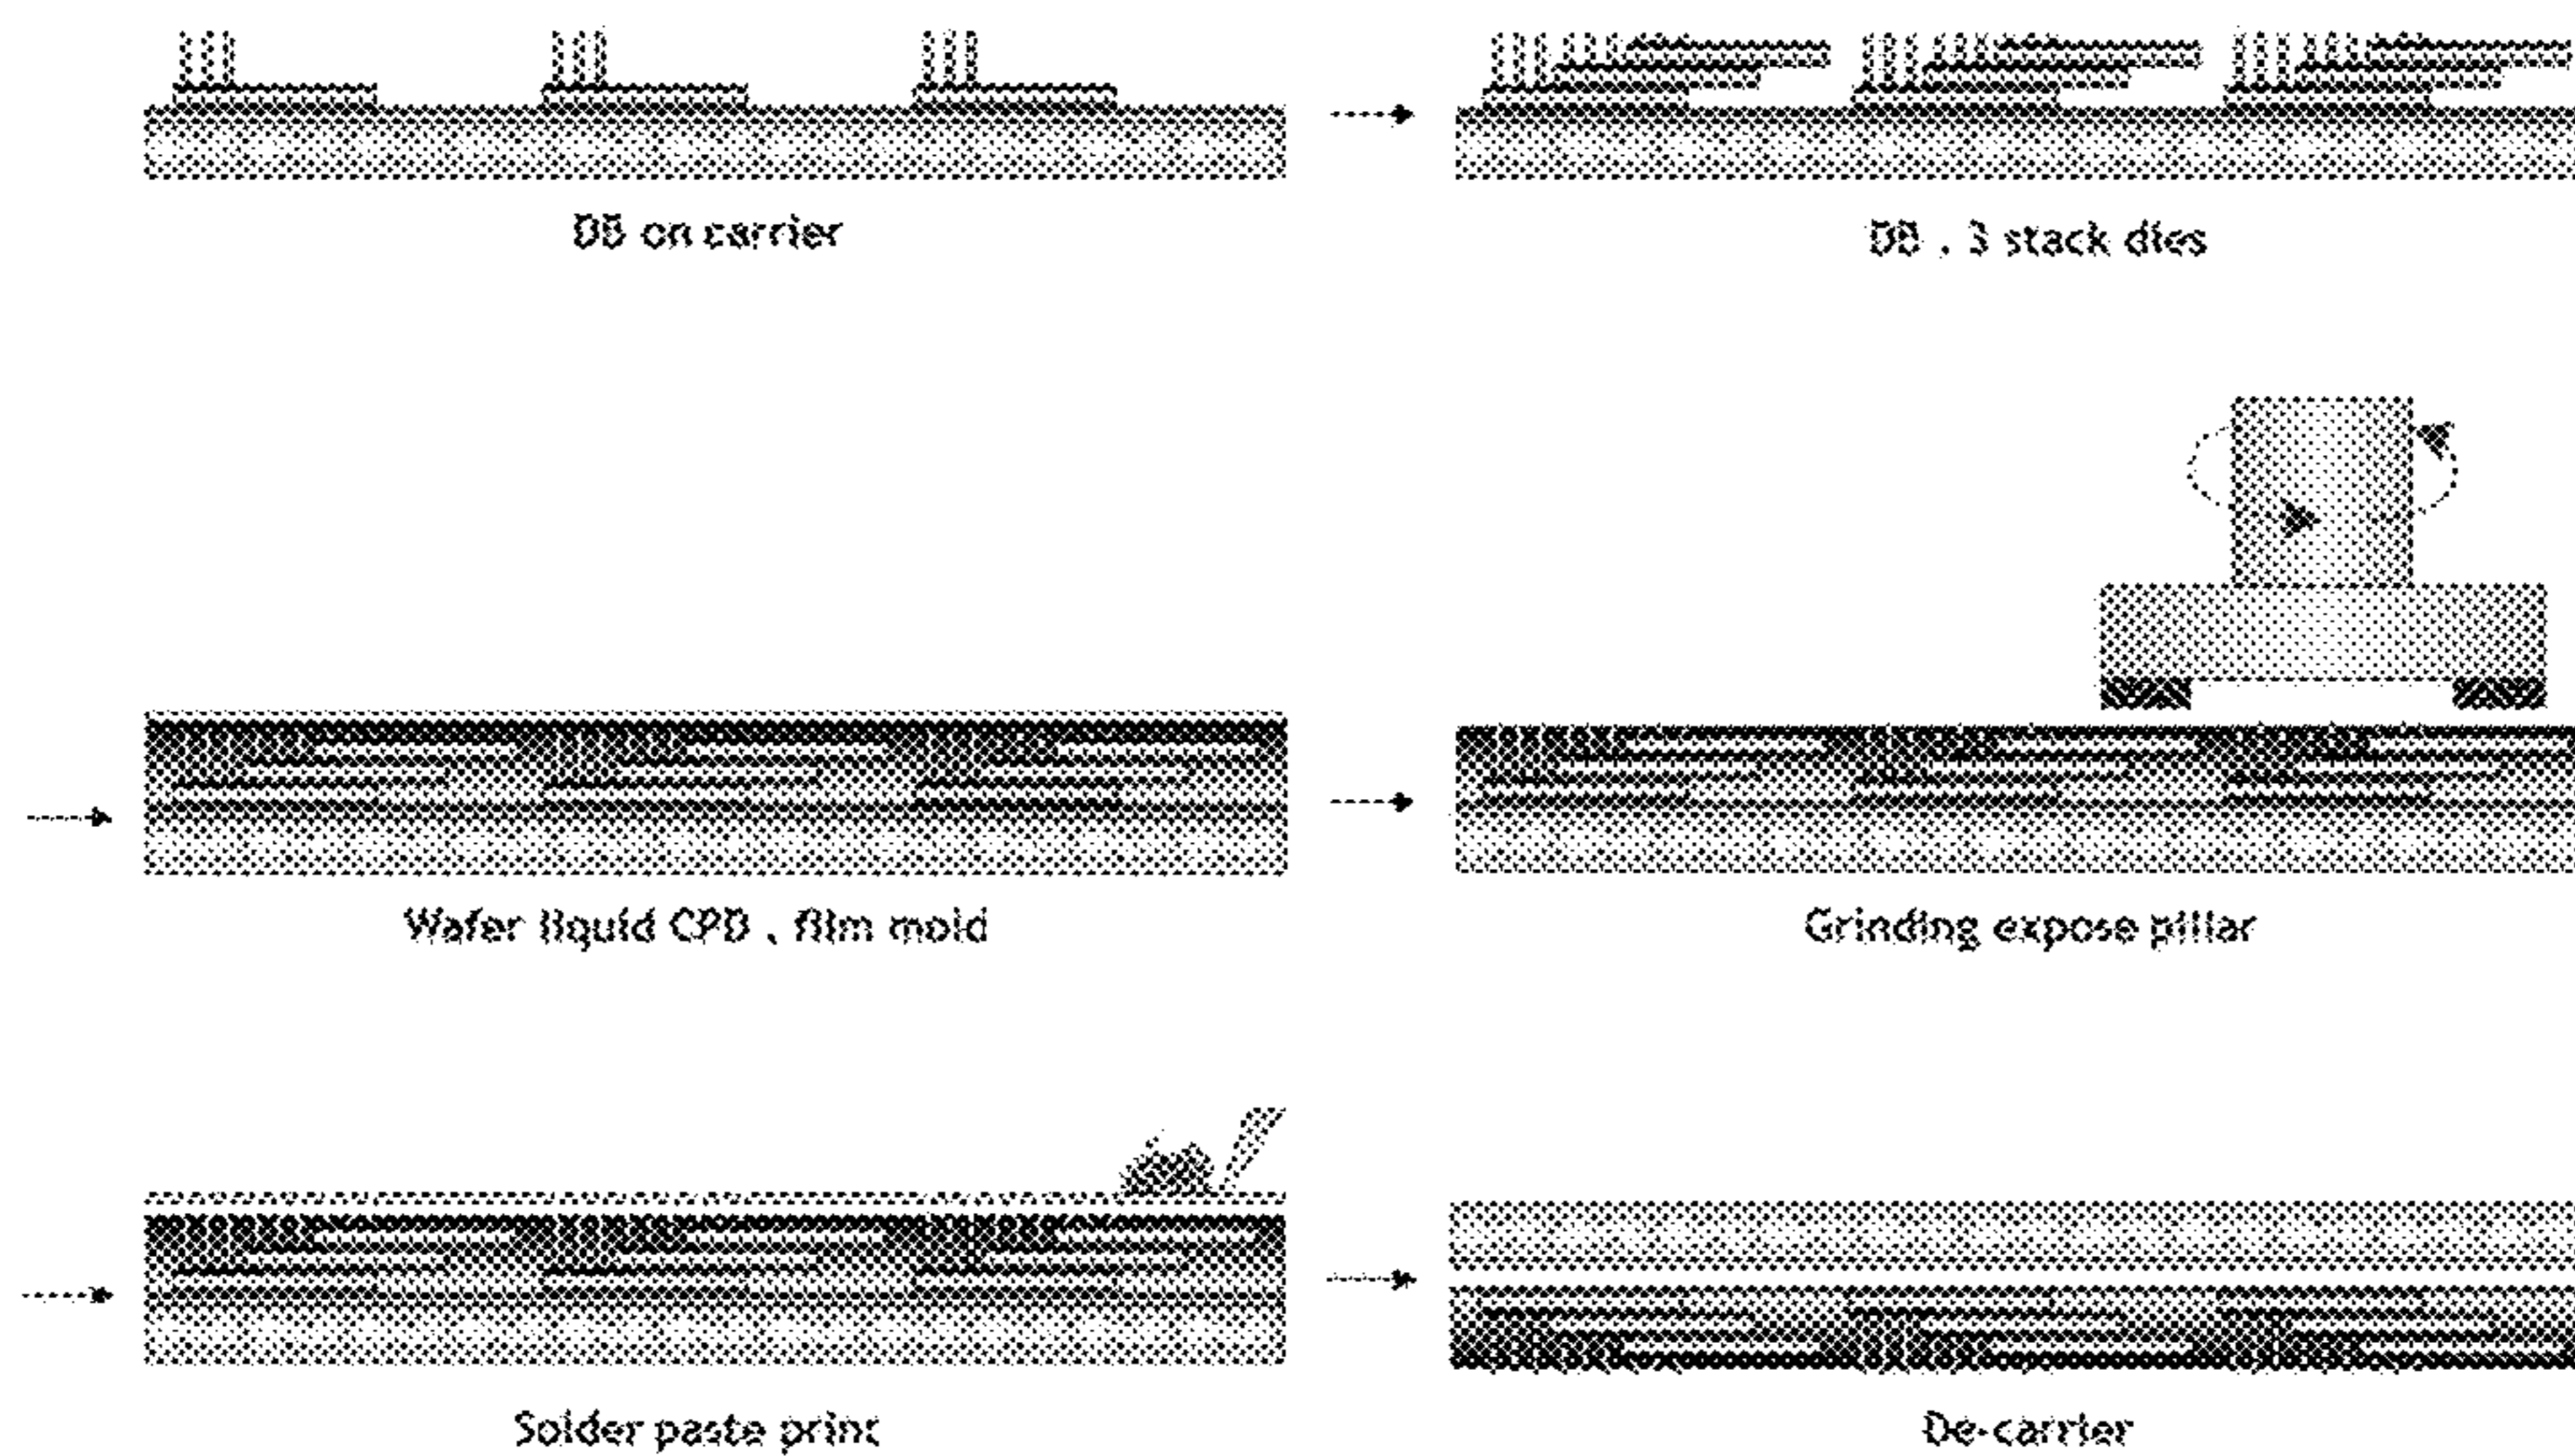 DB on carrier
DB , 3 stack dies
Wafer liquid CPD , film mold
Grinding expose pillar
Solder paste print
De-carrier